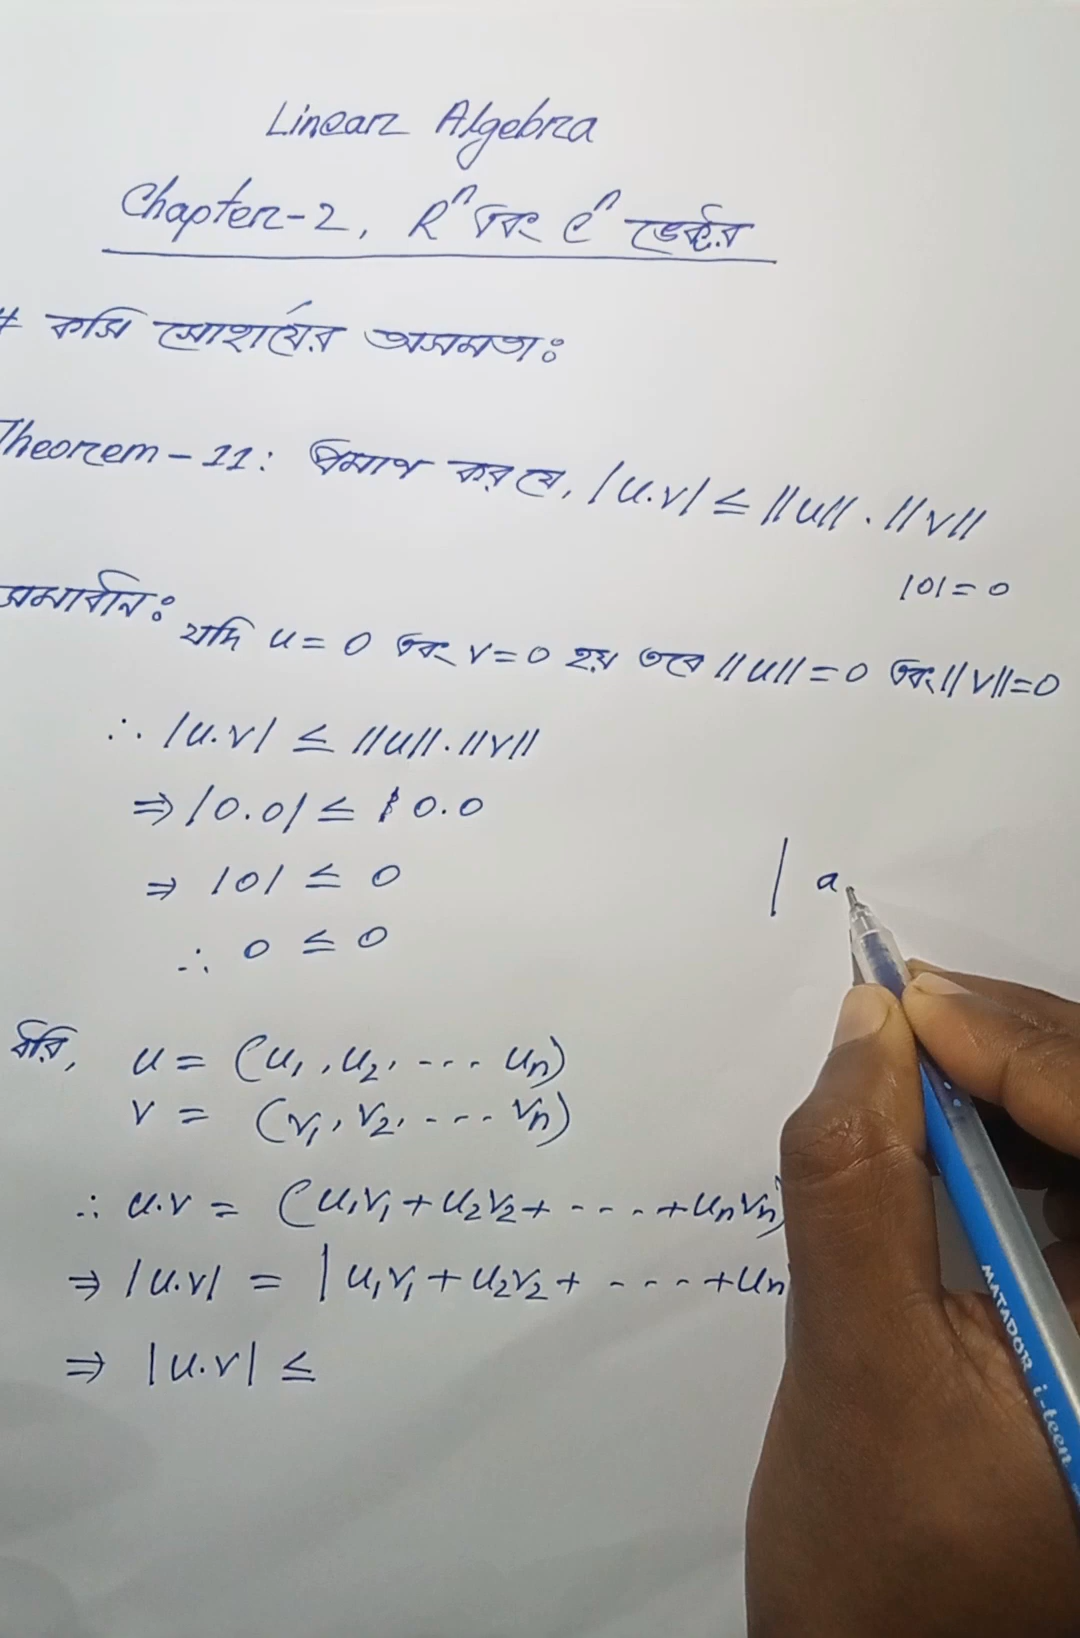 Linear Algebra
Chapter-2, Rⁿ এবং Cⁿ ভেক্টর
# কসি সোয়ার্যের অসমতাঃ
Theorem - 11: প্রমাণ কর যে, |u.v| ≤ ||u|| . ||v||
|0| = 0
সমাধানঃ
যদি u = 0 এবং v = 0 হয় তবে ||u|| = 0 এবং ||v|| = 0
∴ |u.v| ≤ ||u|| . ||v||
⇒ |0.0| ≤ 0.0
⇒ |0| ≤ 0
∴ 0 ≤ 0
| a
ধরি, u = (u₁, u₂, --- uₙ)
v = (v₁, v₂, --- vₙ)
∴ u.v = (u₁v₁ + u₂v₂ + ---- + uₙvₙ)
⇒ |u.v| = |u₁v₁ + u₂v₂ + ---- + uₙ
⇒ |u.v| ≤
MATADOR i-teen